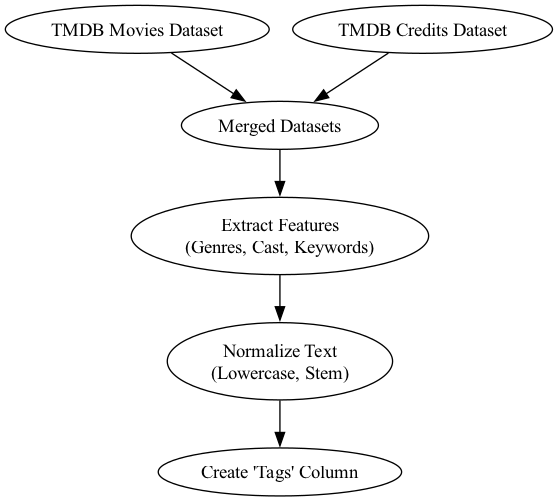 TMDB Movies Dataset
TMDB Credits Dataset
Merged Datasets
Extract Features
(Genres, Cast, Keywords)
Normalize Text
(Lowercase, Stem)
Create 'Tags' Column